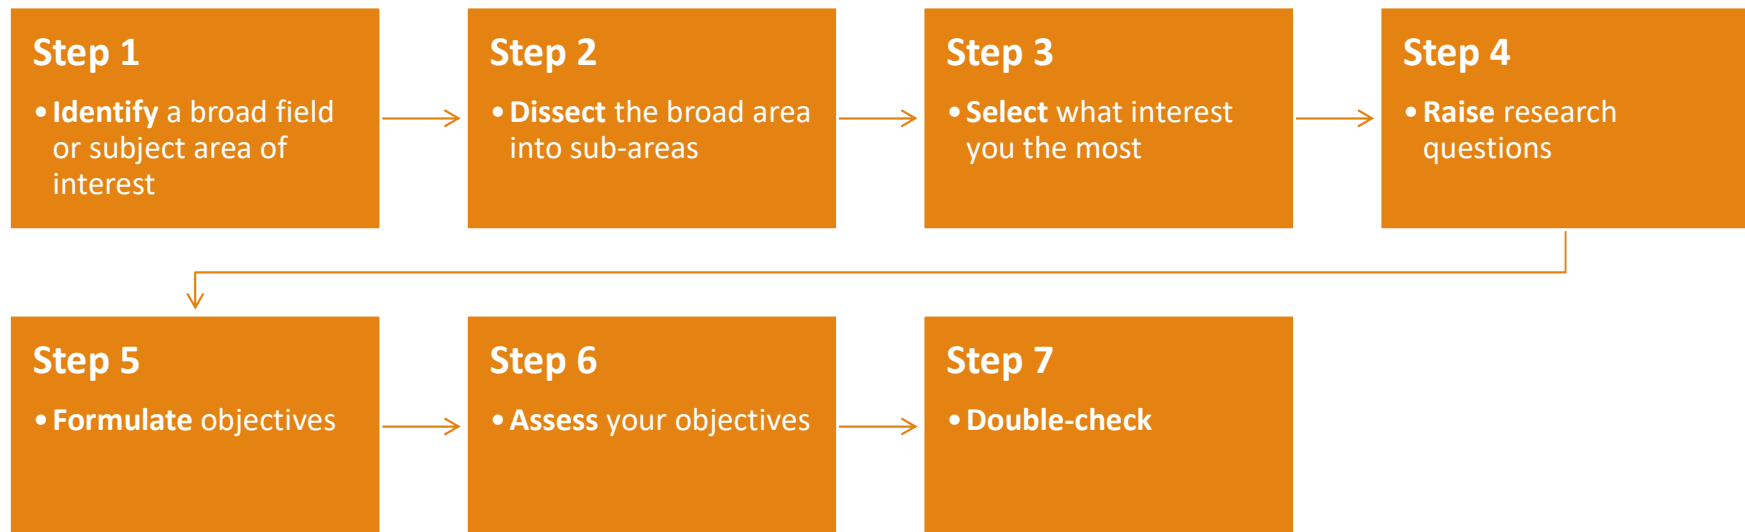 Step 1
•Identify a broad field
or subject area of
interest
Step 2
•Dissect the broad area
into sub-areas
Step 3
•Select what interest
you the most
Step 4
•Raise research
questions
Step 5
•Formulate objectives
Step 6
•Assess your objectives
Step 7
•Double-check